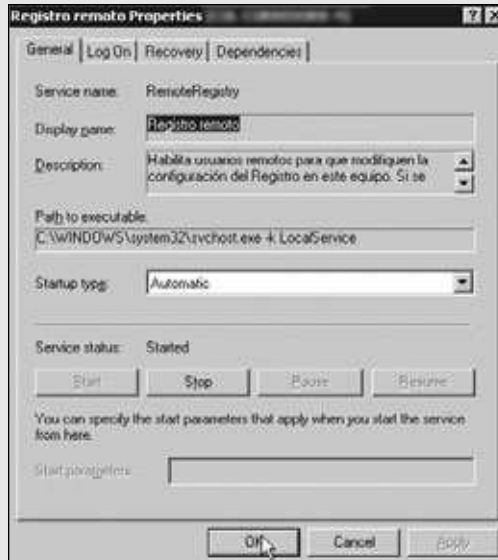 Registro remoto Properties
General Log On Recovery Dependencies
Service name: RemoteRegistry
Display name: Registro remoto
Description: Habilita usuarios remotos para que modifiquen la
configuración del Registro en este equipo. Si se
Path to executable:
C:\WINDOWS\system32\svchost.exe -k LocalService
Startup type: Automatic
Service status: Started
Start Stop Pause Resume
You can specify the start parameters that apply when you start the service
from here.
Start parameters:
OK Cancel Apply